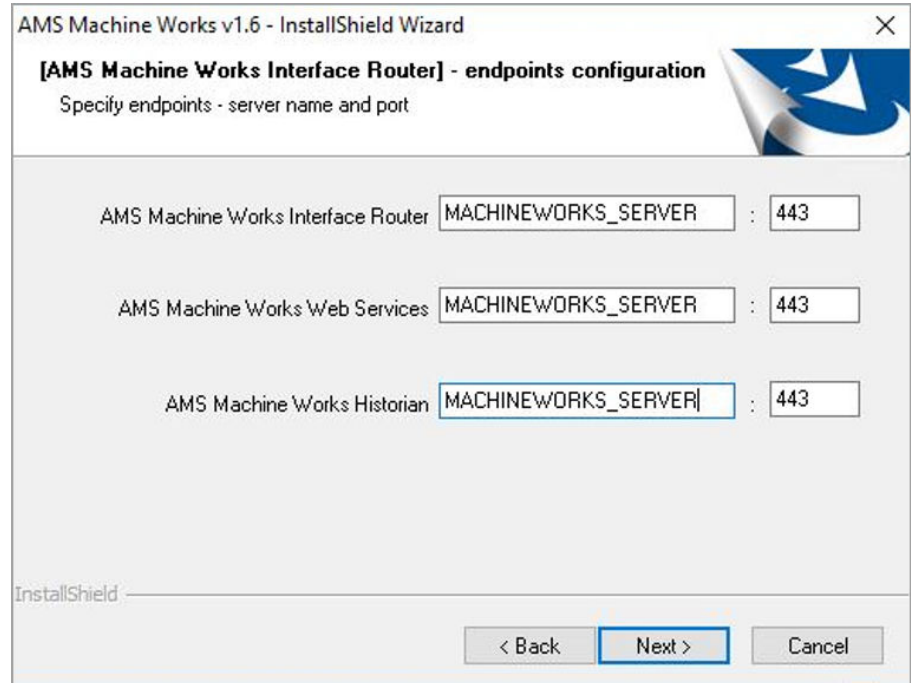 AMS Machine Works v1.6 - InstallShield Wizard
[AMS Machine Works Interface Router] - endpoints configuration
Specify endpoints - server name and port
AMS Machine Works Interface Router MACHINEWORKS_SERVER : 443
AMS Machine Works Web Services MACHINEWORKS_SERVER : 443
AMS Machine Works Historian MACHINEWORKS_SERVER : 443
InstallShield
< Back Next > Cancel